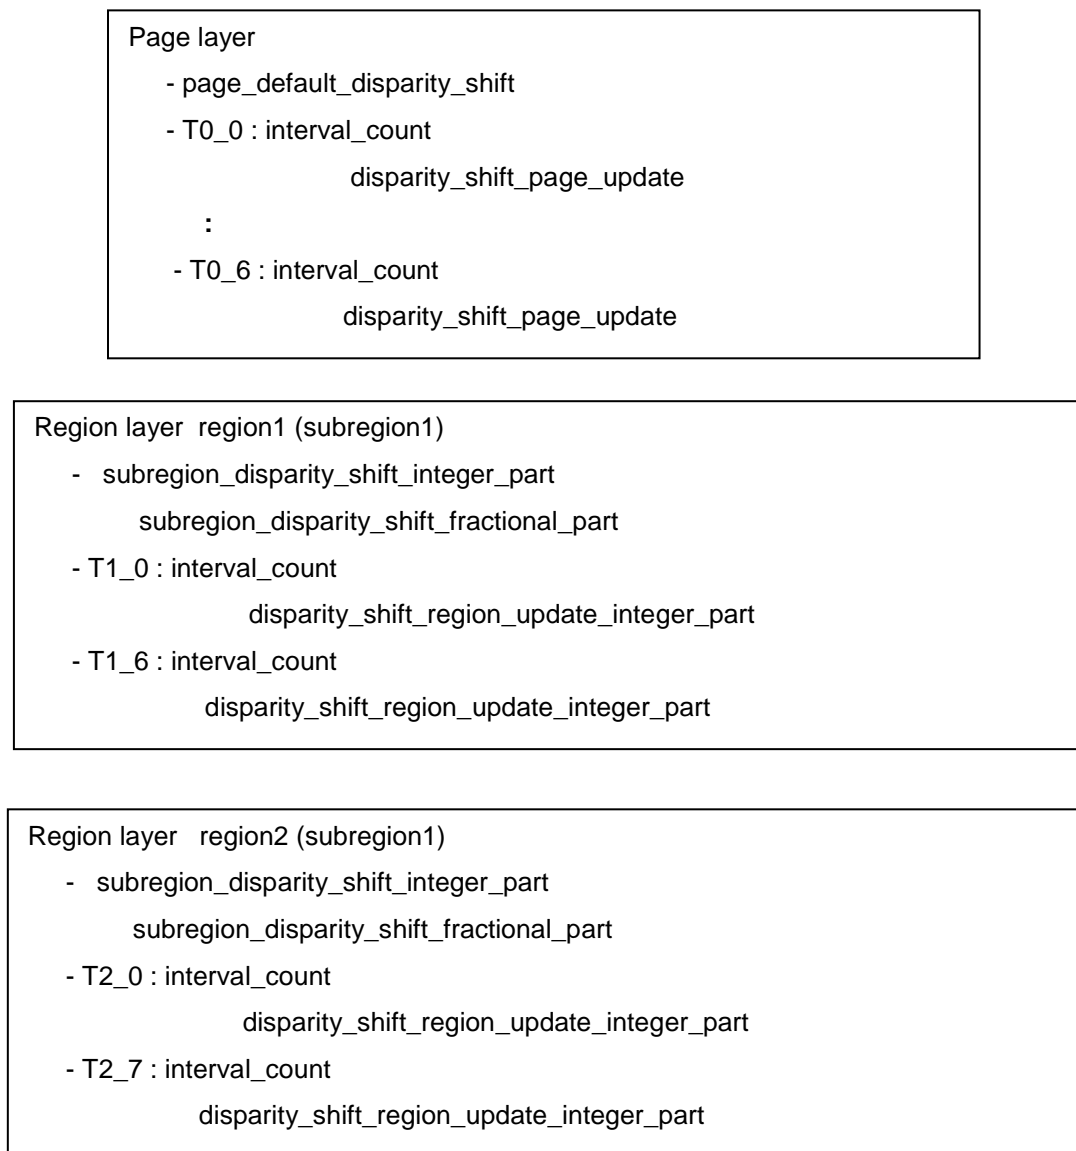 Page layer
- page_default_disparity_shift
- T0_0 : interval_count
disparity_shift_page_update
:
- T0_6 : interval_count
disparity_shift_page_update
Region layer region1 (subregion1)
- subregion_disparity_shift_integer_part
subregion_disparity_shift_fractional_part
- T1_0 : interval_count
disparity_shift_region_update_integer_part
- T1_6 : interval_count
disparity_shift_region_update_integer_part
Region layer region2 (subregion1)
- subregion_disparity_shift_integer_part
subregion_disparity_shift_fractional_part
- T2_0 : interval_count
disparity_shift_region_update_integer_part
- T2_7 : interval_count
disparity_shift_region_update_integer_part